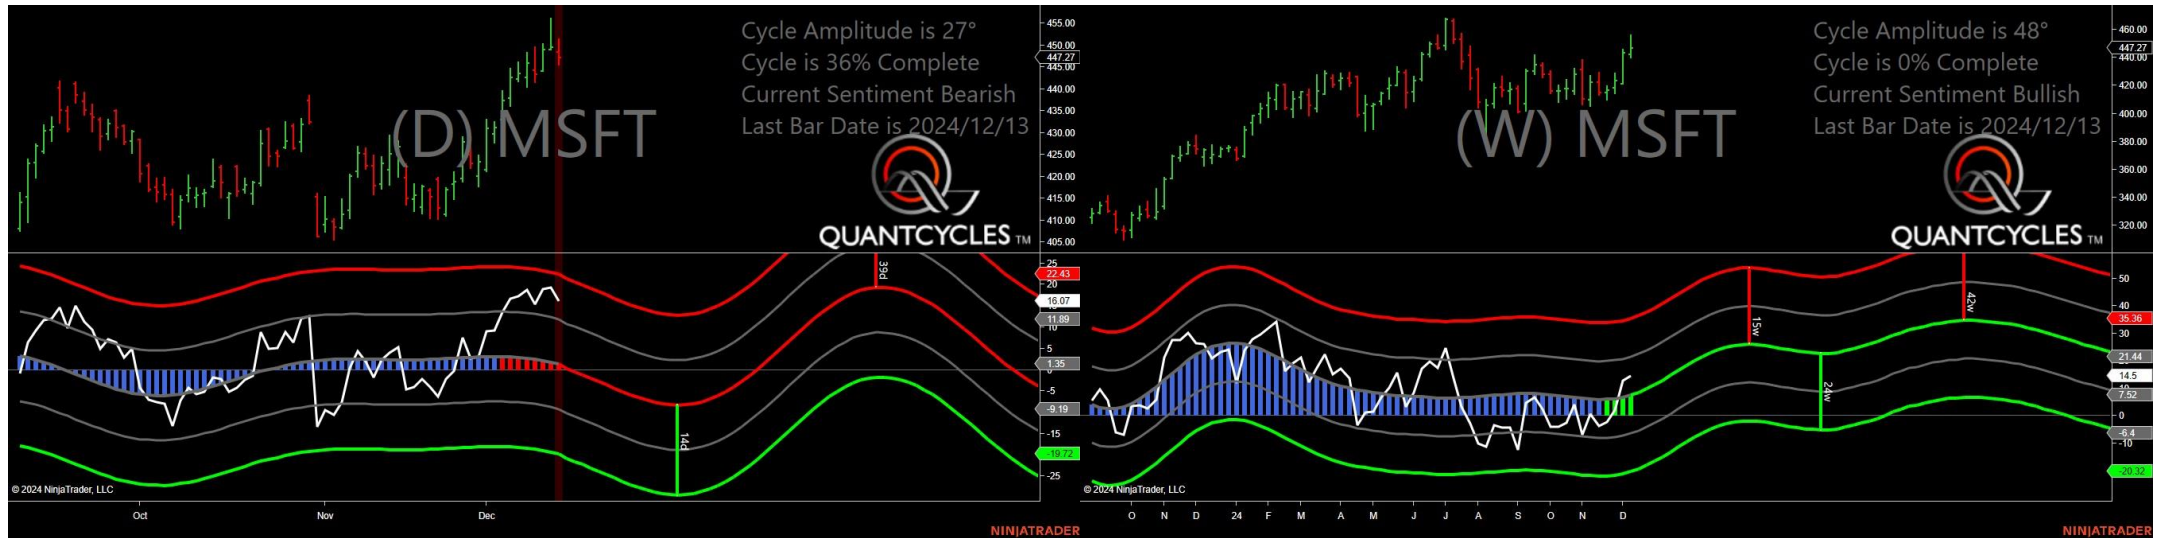 Cycle Amplitude is 27°
Cycle is 36% Complete
Current Sentiment Bearish
Last Bar Date is 2024/12/13
(D) MSFT
QUANTCYCLES TM
455.00
450.00
447.27
445.00
440.00
435.00
430.00
425.00
420.00
415.00
410.00
405.00
25
22.43
20
16.07
11.89
10
5
1.35
0
-5
-9.19
-15
-19.72
-25
39d
14d
© 2024 NinjaTrader, LLC
Oct Nov Dec
NINJATRADER
Cycle Amplitude is 48°
Cycle is 0% Complete
Current Sentiment Bullish
Last Bar Date is 2024/12/13
(W) MSFT
QUANTCYCLES TM
460.00
447.27
440.00
420.00
400.00
380.00
360.00
340.00
320.00
50
40
35.36
30
21.44
14.5
7.52
0
-6.4
-10
-20.32
15w
42w
24w
© 2024 NinjaTrader, LLC
O N D 24 F M A M J J A S O N D
NINJATRADER